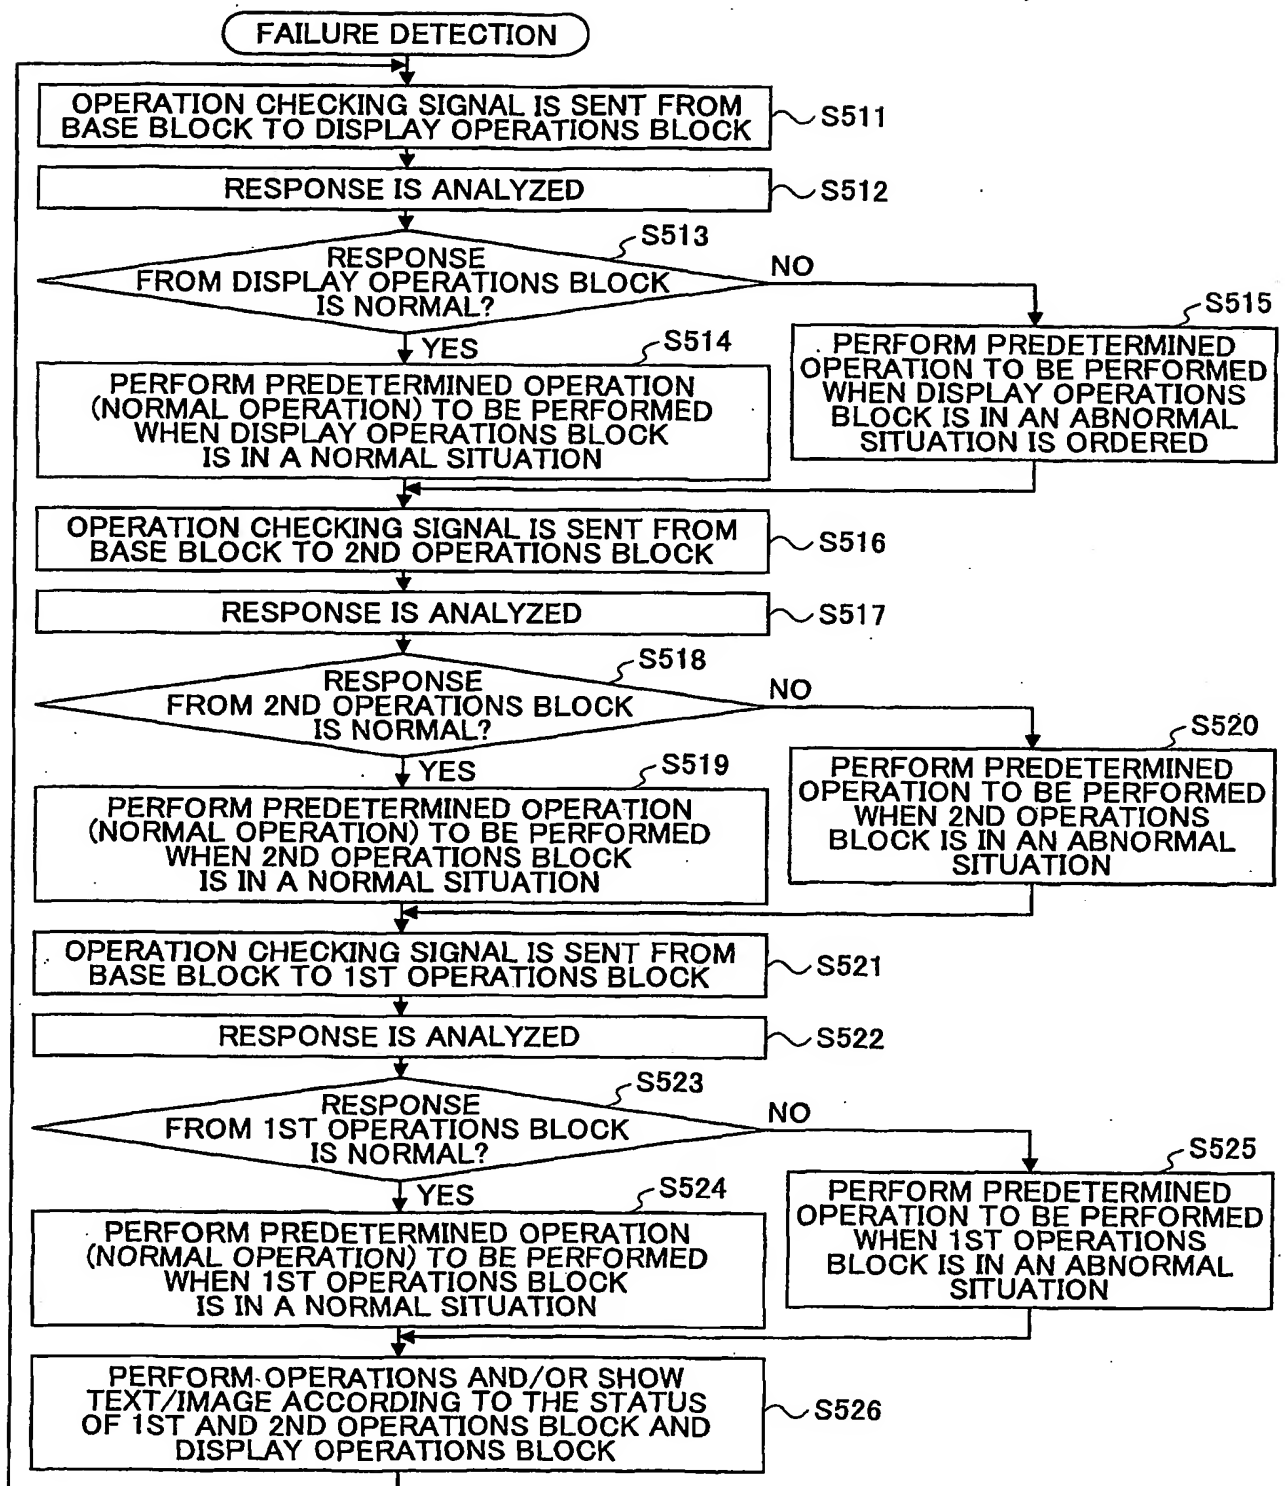 FAILURE DETECTION
OPERATION CHECKING SIGNAL IS SENT FROM
BASE BLOCK TO DISPLAY OPERATIONS BLOCK
S511
RESPONSE IS ANALYZED
S512
S513
RESPONSE
FROM DISPLAY OPERATIONS BLOCK
IS NORMAL?
NO
YES
S514
PERFORM PREDETERMINED OPERATION
(NORMAL OPERATION) TO BE PERFORMED
WHEN DISPLAY OPERATIONS BLOCK
IS IN A NORMAL SITUATION
S515
PERFORM PREDETERMINED
OPERATION TO BE PERFORMED
WHEN DISPLAY OPERATIONS
BLOCK IS IN AN ABNORMAL
SITUATION IS ORDERED
OPERATION CHECKING SIGNAL IS SENT FROM
BASE BLOCK TO 2ND OPERATIONS BLOCK
S516
RESPONSE IS ANALYZED
S517
S518
RESPONSE
FROM 2ND OPERATIONS BLOCK
IS NORMAL?
NO
YES
S519
PERFORM PREDETERMINED OPERATION
(NORMAL OPERATION) TO BE PERFORMED
WHEN 2ND OPERATIONS BLOCK
IS IN A NORMAL SITUATION
S520
PERFORM PREDETERMINED
OPERATION TO BE PERFORMED
WHEN 2ND OPERATIONS
BLOCK IS IN AN ABNORMAL
SITUATION
OPERATION CHECKING SIGNAL IS SENT FROM
BASE BLOCK TO 1ST OPERATIONS BLOCK
S521
RESPONSE IS ANALYZED
S522
S523
RESPONSE
FROM 1ST OPERATIONS BLOCK
IS NORMAL?
NO
YES
S524
PERFORM PREDETERMINED OPERATION
(NORMAL OPERATION) TO BE PERFORMED
WHEN 1ST OPERATIONS BLOCK
IS IN A NORMAL SITUATION
S525
PERFORM PREDETERMINED
OPERATION TO BE PERFORMED
WHEN 1ST OPERATIONS
BLOCK IS IN AN ABNORMAL
SITUATION
PERFORM OPERATIONS AND/OR SHOW
TEXT/IMAGE ACCORDING TO THE STATUS
OF 1ST AND 2ND OPERATIONS BLOCK AND
DISPLAY OPERATIONS BLOCK
S526